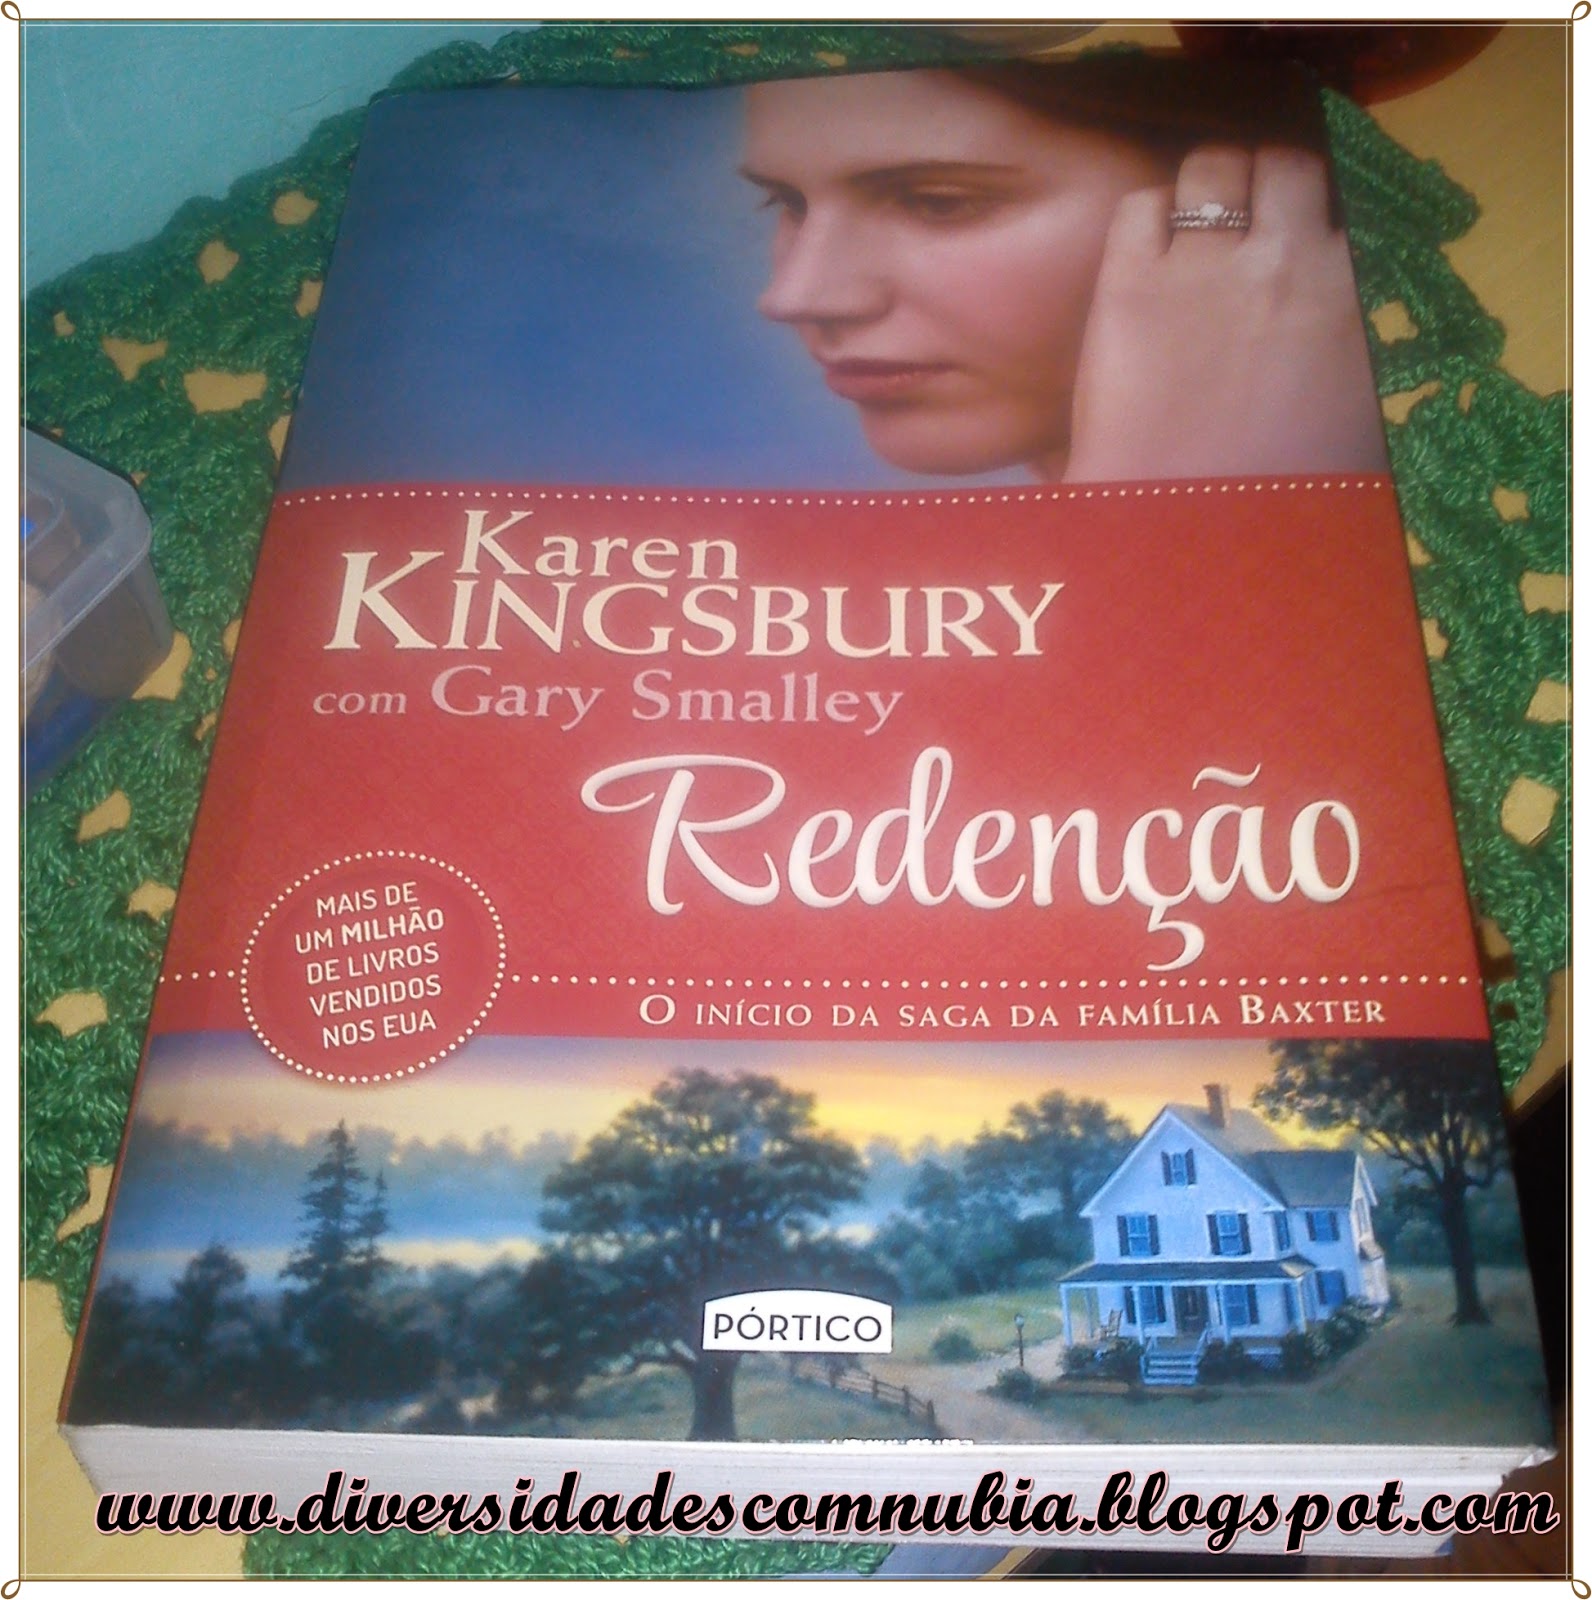 Karen
KINGSBURY
com Gary Smalley
Redenção
MAIS DE
UM MILHÃO
DE LIVROS
VENDIDOS
NOS EUA
O INÍCIO DA SAGA DA FAMÍLIA BAXTER
PÓRTICO
www.diversidadescomnubia.blogspot.com